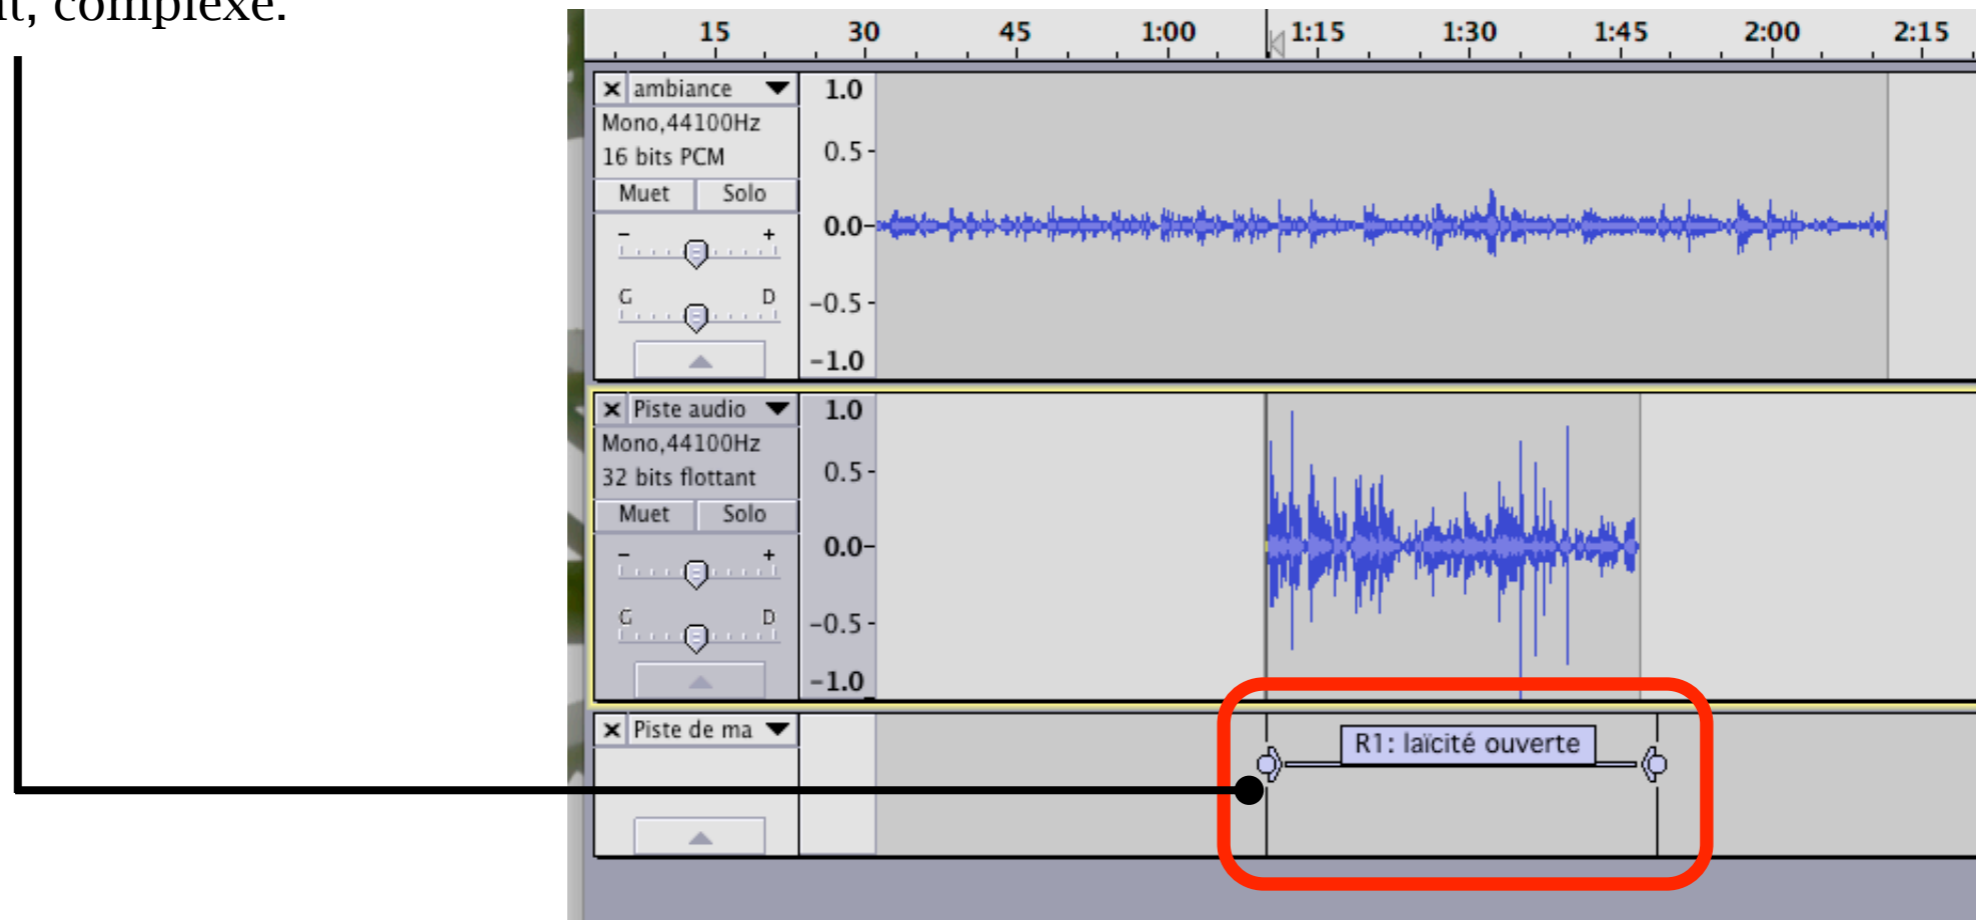 complexe.
15 30 45 1:00 1:15 1:30 1:45 2:00 2:15
ambiance
Mono,44100Hz
16 bits PCM
Muet Solo
- +
G D
1.0
0.5-
0.0-
-0.5-
-1.0
Piste audio
Mono,44100Hz
32 bits flottant
Muet Solo
- +
G D
1.0
0.5-
0.0-
-0.5-
-1.0
Piste de ma
R1: laïcité ouverte